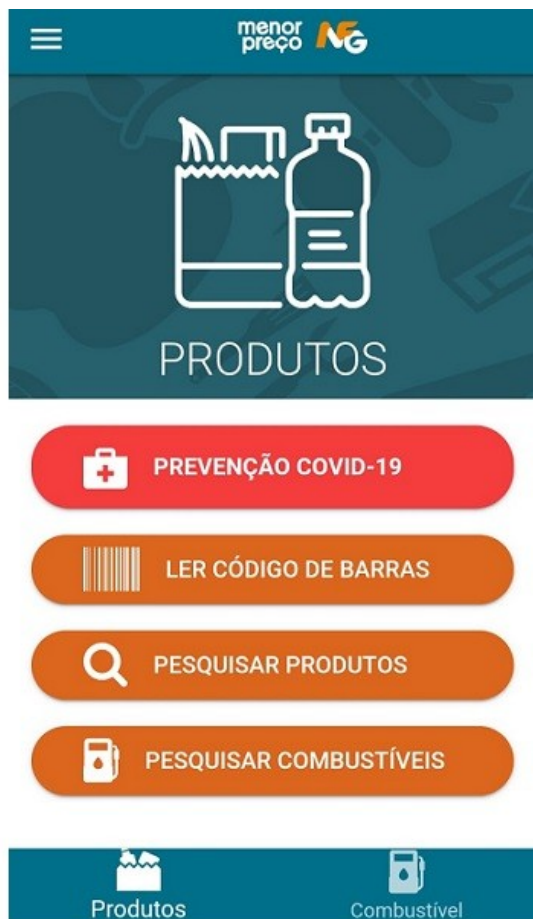 menor
preço NFG
PRODUTOS
PREVENÇÃO COVID-19
LER CÓDIGO DE BARRAS
PESQUISAR PRODUTOS
PESQUISAR COMBUSTÍVEIS
Produtos
Combustível